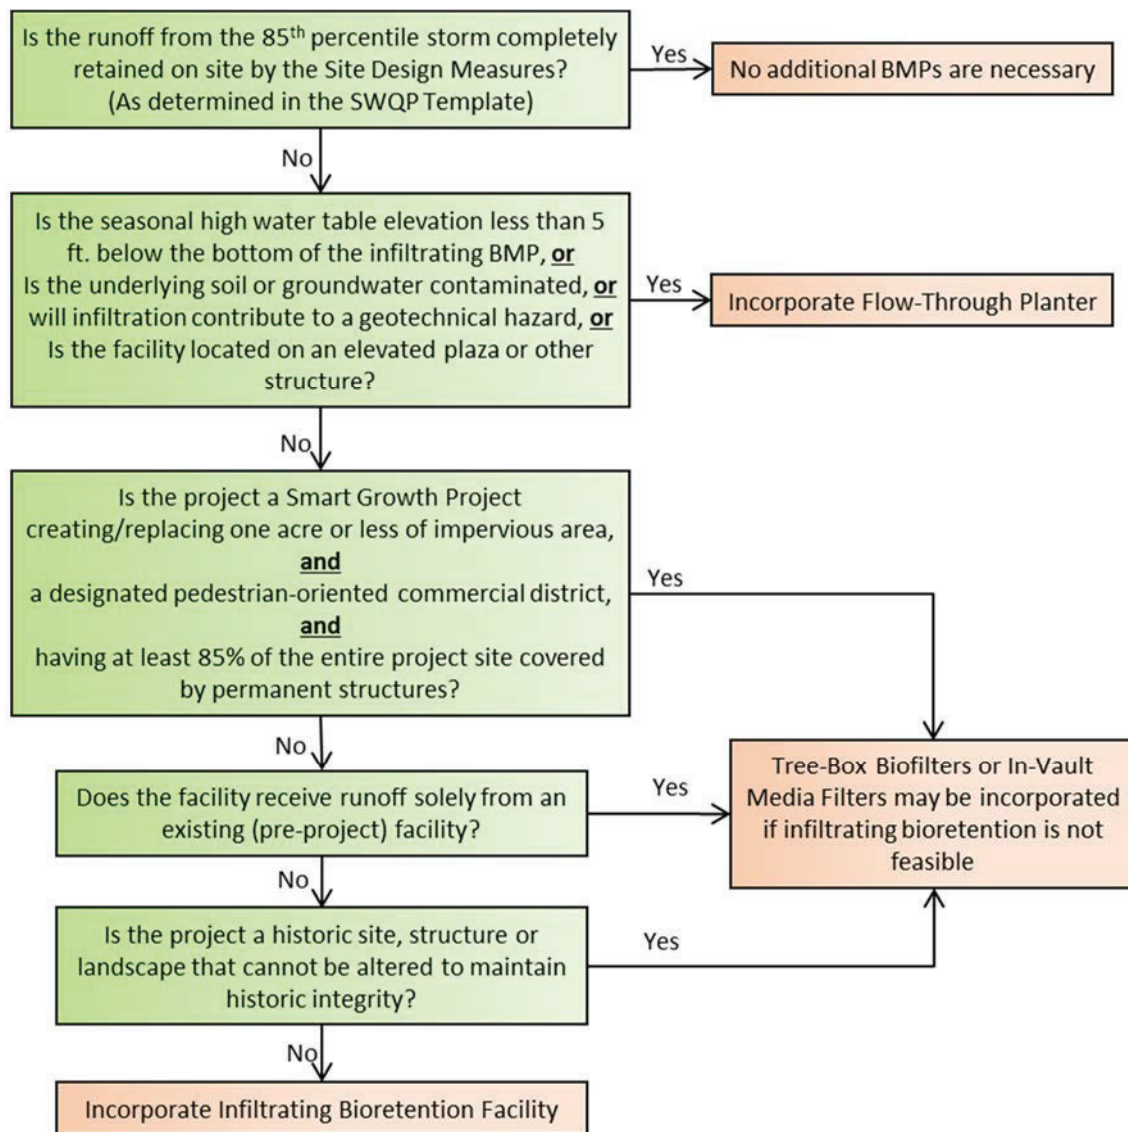 Is the runoff from the 85th percentile storm completely
retained on site by the Site Design Measures?
(As determined in the SWQP Template)
Yes
No additional BMPs are necessary
No
Is the seasonal high water table elevation less than 5
ft. below the bottom of the infiltrating BMP, or
Is the underlying soil or groundwater contaminated, or
will infiltration contribute to a geotechnical hazard, or
Is the facility located on an elevated plaza or other
structure?
Yes
Incorporate Flow-Through Planter
No
Is the project a Smart Growth Project
creating/replacing one acre or less of impervious area,
and
a designated pedestrian-oriented commercial district,
and
having at least 85% of the entire project site covered
by permanent structures?
Yes
No
Does the facility receive runoff solely from an
existing (pre-project) facility?
Yes
Tree-Box Biofilters or In-Vault
Media Filters may be incorporated
if infiltrating bioretention is not
feasible
No
Is the project a historic site, structure or
landscape that cannot be altered to maintain
historic integrity?
Yes
No
Incorporate Infiltrating Bioretention Facility